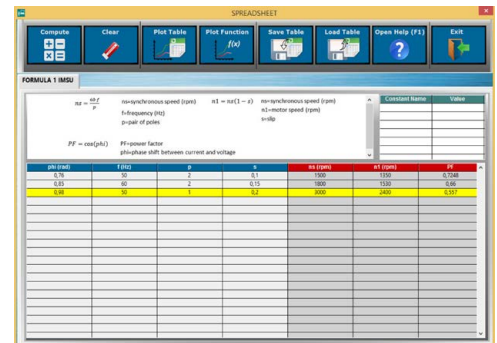 SPREADSHEET
Compute Clear Plot Table Plot Function Save Table Load Table Open Help (F1) Exit
f(x)
?
FORMULA 1 IMSU
ns = 60 f / p ns=synchronous speed (rpm) n1 = ns(1 − s) ns=synchronous speed (rpm) Constant Name Value
f=frequency (Hz) n1=motor speed (rpm)
p=pair of poles s=slip
PF = cos(phi) PF=power factor
phi=phase shift between current and voltage
phi (rad) f (Hz) p s ns (rpm) n1 (rpm) PF
0,76 50 2 0,1 1500 1350 0,7248
0,85 60 2 0,15 1800 1530 0,66
0,98 50 1 0,2 3000 2400 0,557